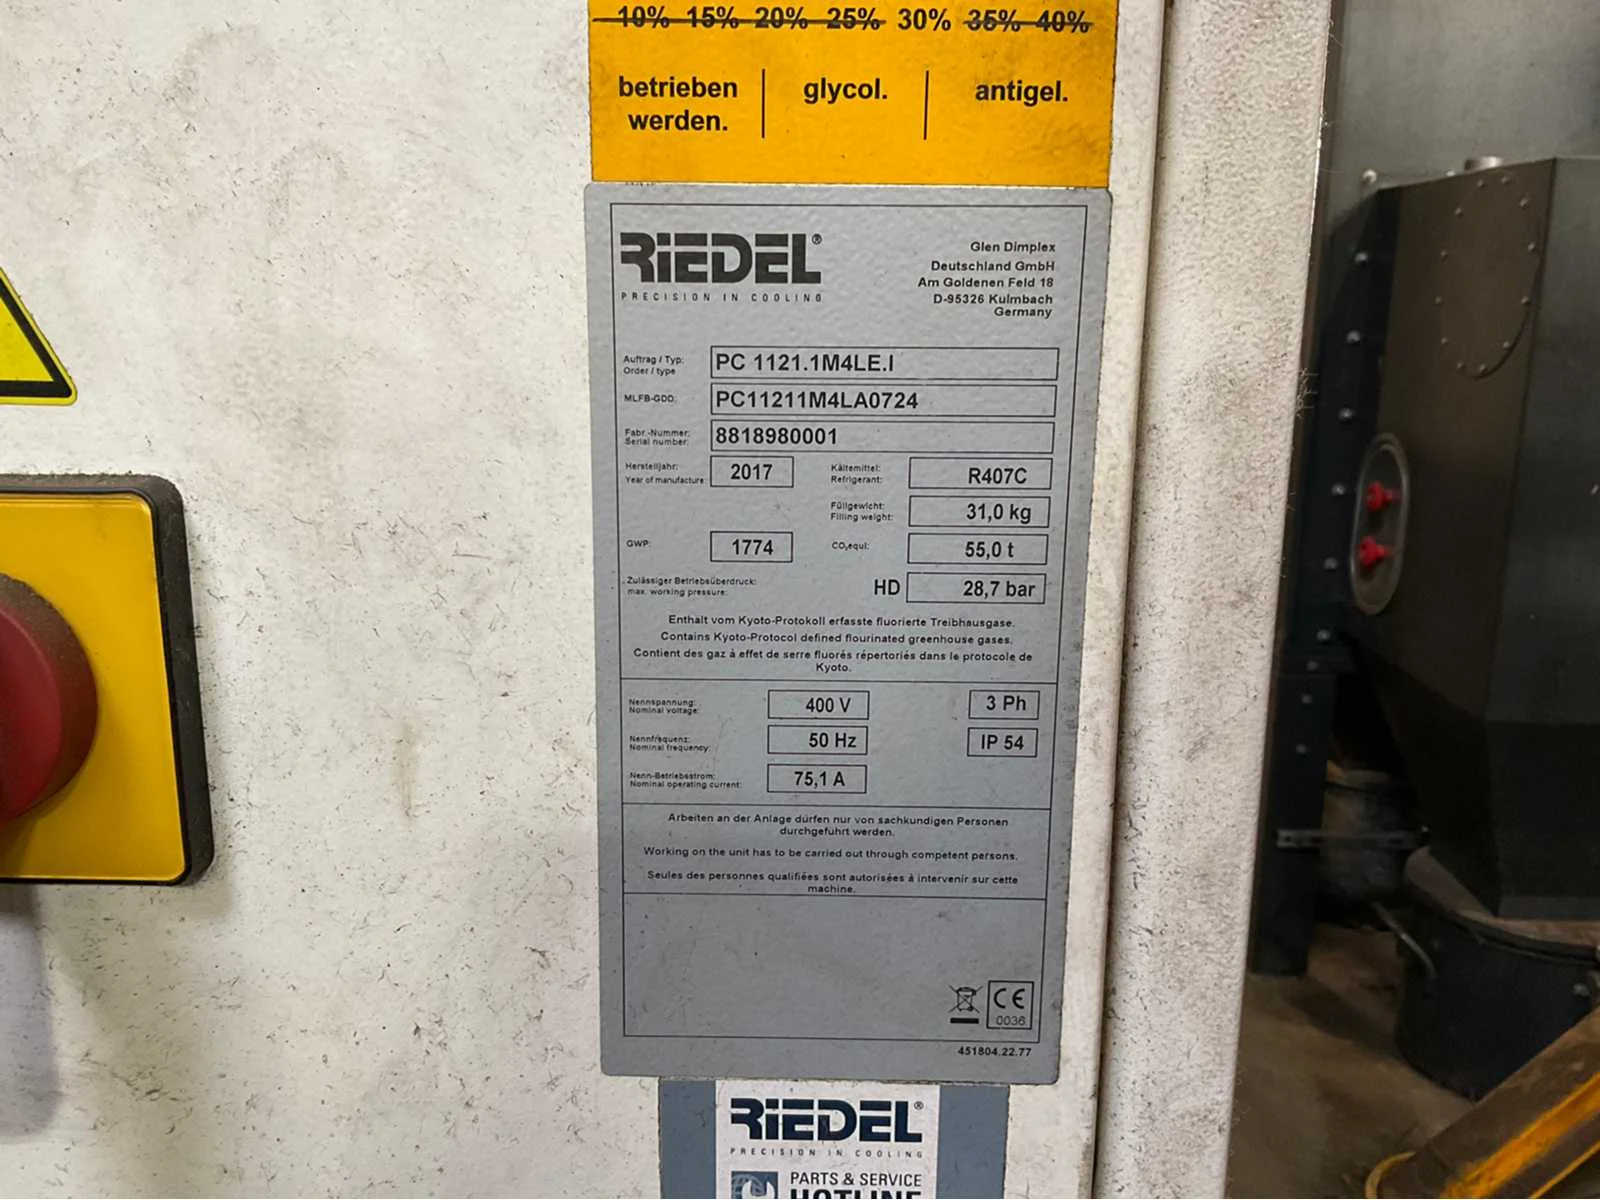 10% 15% 20% 25% 30% 35% 40%
betrieben werden. glycol. antigel.
RIEDEL®
PRECISION IN COOLING
Glen Dimplex
Deutschland GmbH
Am Goldenen Feld 18
D-95326 Kulmbach
Germany
Auftrag / Typ:
Order / type
PC 1121.1M4LE.I
MLFB-GDD:
PC11211M4LA0724
Fabr.-Nummer:
Serial number:
8818980001
Herstelljahr:
Year of manufacture
2017
Kältemittel:
Refrigerant:
R407C
Füllgewicht:
Filling weight:
31,0 kg
GWP:
1774
CO₂equl:
55,0 t
Zulässiger Betriebsüberdruck:
max. working pressure:
HD 28,7 bar
Enthält vom Kyoto-Protokoll erfasste fluorierte Treibhausgase.
Contains Kyoto-Protocol defined flourinated greenhouse gases.
Contient des gaz à effet de serre fluorés répertoriés dans le protocole de
Kyoto.
Nennspannung:
Nominal voltage:
400 V
3 Ph
Nennfrequenz:
Nominal frequency:
50 Hz
IP 54
Nenn-Betriebsstrom:
Nominal operating current:
75,1 A
Arbeiten an der Anlage dürfen nur von sachkundigen Personen
durchgeführt werden.
Working on the unit has to be carried out through competent persons.
Seules des personnes qualifiées sont autorisées à intervenir sur cette
machine.
CE
0036
451804.22.77
RIEDEL®
PRECISION IN COOLING
PARTS & SERVICE
HOTLINE